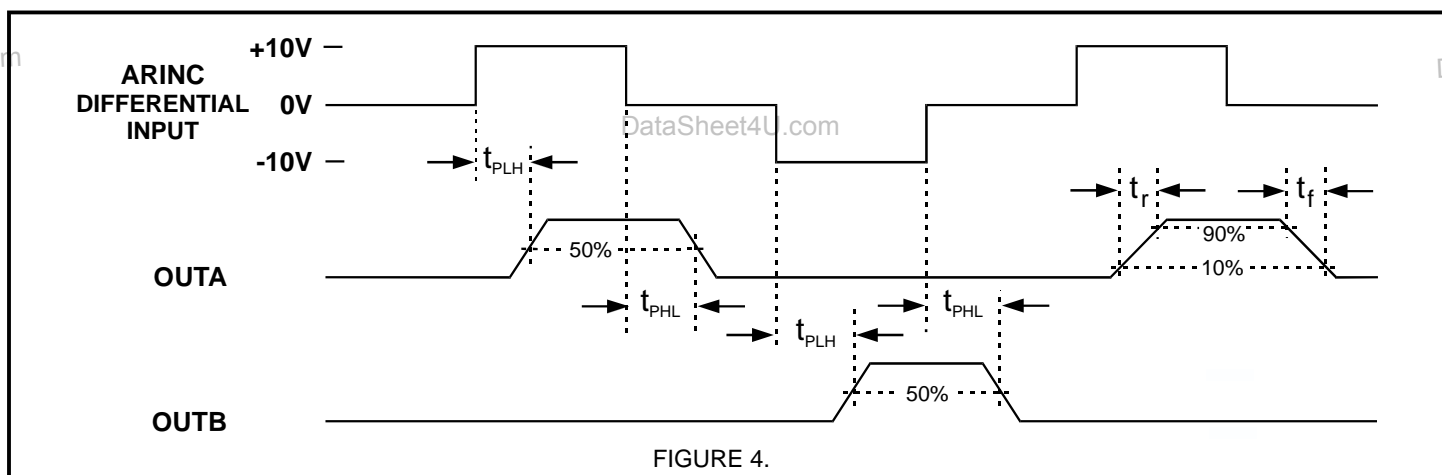 +10V
ARINC
DIFFERENTIAL
INPUT
0V
DataSheet4U.com
-10V
tPLH
tr
tf
90%
50%
10%
OUTA
tPHL
tPLH
tPHL
50%
OUTB
FIGURE 4.